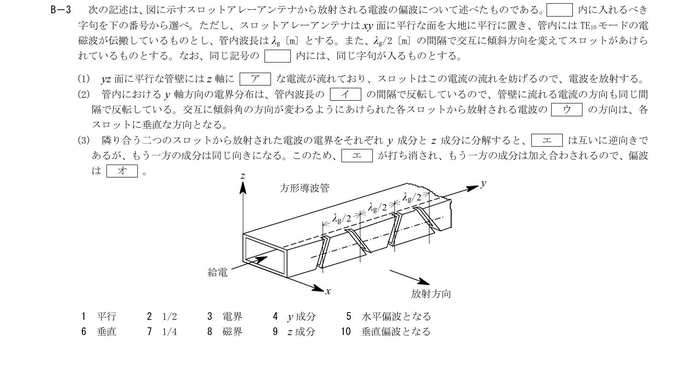 B－3　次の記述は、図に示すスロットアレーアンテナから放射される電波の偏波について述べたものである。　　内に入れるべき
字句を下の番号から選べ。ただし、スロットアレーアンテナはxy面に平行な面を大地に平行に置き、管内にはTE₁₀モードの電
磁波が伝搬しているものとし、管内波長はλg〔m〕とする。また、λg/2〔m〕の間隔で交互に傾斜方向を変えてスロットがあけら
れているものとする。なお、同じ記号の　　内には、同じ字句が入るものとする。
(1)　yz面に平行な管壁にはz軸に　ア　な電流が流れており、スロットはこの電流の流れを妨げるので、電波を放射する。
(2)　管内におけるy軸方向の電界分布は、管内波長の　イ　の間隔で反転しているので、管壁に流れる電流の方向も同じ間
隔で反転している。交互に傾斜角の方向が変わるようにあけられた各スロットから放射される電波の　ウ　の方向は、各
スロットに垂直な方向となる。
(3)　隣り合う二つのスロットから放射された電波の電界をそれぞれy成分とz成分に分解すると、　エ　は互いに逆向きで
あるが、もう一方の成分は同じ向きになる。このため、　エ　が打ち消され、もう一方の成分は加え合わされるので、偏波
は　オ　。
z
方形導波管
y
λg/2
λg/2
λg/2
給電
x
放射方向
1　平行　2　1/2　3　電界　4　y成分　5　水平偏波となる
6　垂直　7　1/4　8　磁界　9　z成分　10　垂直偏波となる